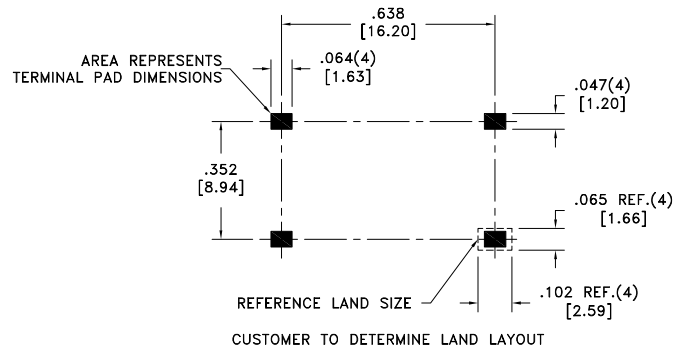 .638
[16.20]
AREA REPRESENTS
TERMINAL PAD DIMENSIONS
.064(4)
[1.63]
.047(4)
[1.20]
.352
[8.94]
.065 REF.(4)
[1.66]
REFERENCE LAND SIZE
.102 REF.(4)
[2.59]
CUSTOMER TO DETERMINE LAND LAYOUT